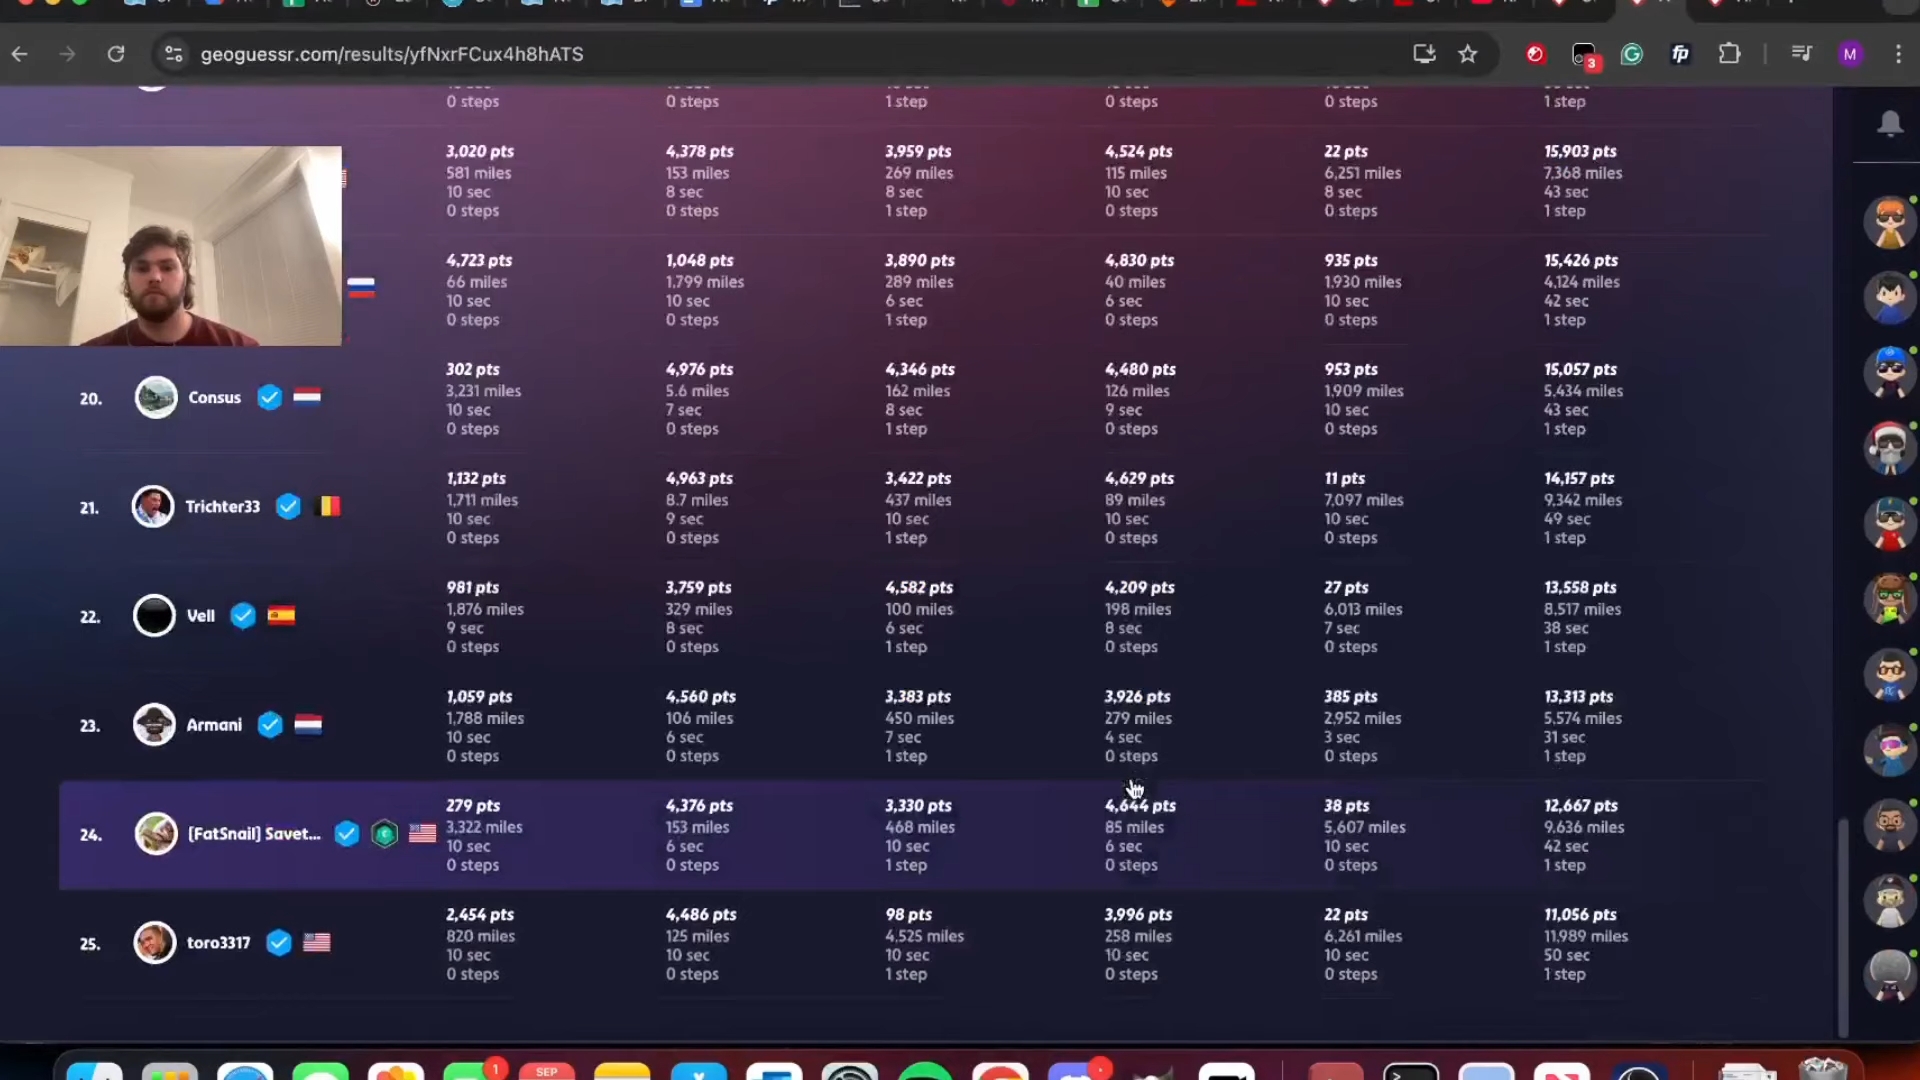 geoguessr.com/results/yfNxrFCux4h8hATS
3
M
0 steps 0 steps 1 step 0 steps 0 steps 1 step
3,020 pts 4,378 pts 3,959 pts 4,524 pts 22 pts 15,903 pts
581 miles 153 miles 269 miles 115 miles 6,251 miles 7,368 miles
10 sec 8 sec 8 sec 10 sec 8 sec 43 sec
0 steps 0 steps 1 step 0 steps 0 steps 1 step
4,723 pts 1,048 pts 3,890 pts 4,830 pts 935 pts 15,426 pts
66 miles 1,799 miles 289 miles 40 miles 1,930 miles 4,124 miles
10 sec 10 sec 6 sec 6 sec 10 sec 42 sec
0 steps 0 steps 1 step 0 steps 0 steps 1 step
20. Consus
302 pts 4,976 pts 4,346 pts 4,480 pts 953 pts 15,057 pts
3,231 miles 5.6 miles 162 miles 126 miles 1,909 miles 5,434 miles
10 sec 7 sec 8 sec 9 sec 10 sec 43 sec
0 steps 0 steps 1 step 0 steps 0 steps 1 step
21. Trichter33
1,132 pts 4,963 pts 3,422 pts 4,629 pts 11 pts 14,157 pts
1,711 miles 8.7 miles 437 miles 89 miles 7,097 miles 9,342 miles
10 sec 9 sec 10 sec 10 sec 10 sec 49 sec
0 steps 0 steps 1 step 0 steps 0 steps 1 step
22. Vell
981 pts 3,759 pts 4,582 pts 4,209 pts 27 pts 13,558 pts
1,876 miles 329 miles 100 miles 198 miles 6,013 miles 8,517 miles
9 sec 8 sec 6 sec 8 sec 7 sec 38 sec
0 steps 0 steps 1 step 0 steps 0 steps 1 step
23. Armani
1,059 pts 4,560 pts 3,383 pts 3,926 pts 385 pts 13,313 pts
1,788 miles 106 miles 450 miles 279 miles 2,952 miles 5,574 miles
10 sec 6 sec 7 sec 4 sec 3 sec 31 sec
0 steps 0 steps 1 step 0 steps 0 steps 1 step
24. [FatSnail] Savet...
279 pts 4,376 pts 3,330 pts 4,644 pts 38 pts 12,667 pts
3,322 miles 153 miles 468 miles 85 miles 5,607 miles 9,636 miles
10 sec 6 sec 10 sec 6 sec 10 sec 42 sec
0 steps 0 steps 1 step 0 steps 0 steps 1 step
25. toro3317
2,454 pts 4,486 pts 98 pts 3,996 pts 22 pts 11,056 pts
820 miles 125 miles 4,525 miles 258 miles 6,261 miles 11,989 miles
10 sec 10 sec 10 sec 10 sec 10 sec 50 sec
0 steps 0 steps 1 step 0 steps 0 steps 1 step
1
SEP